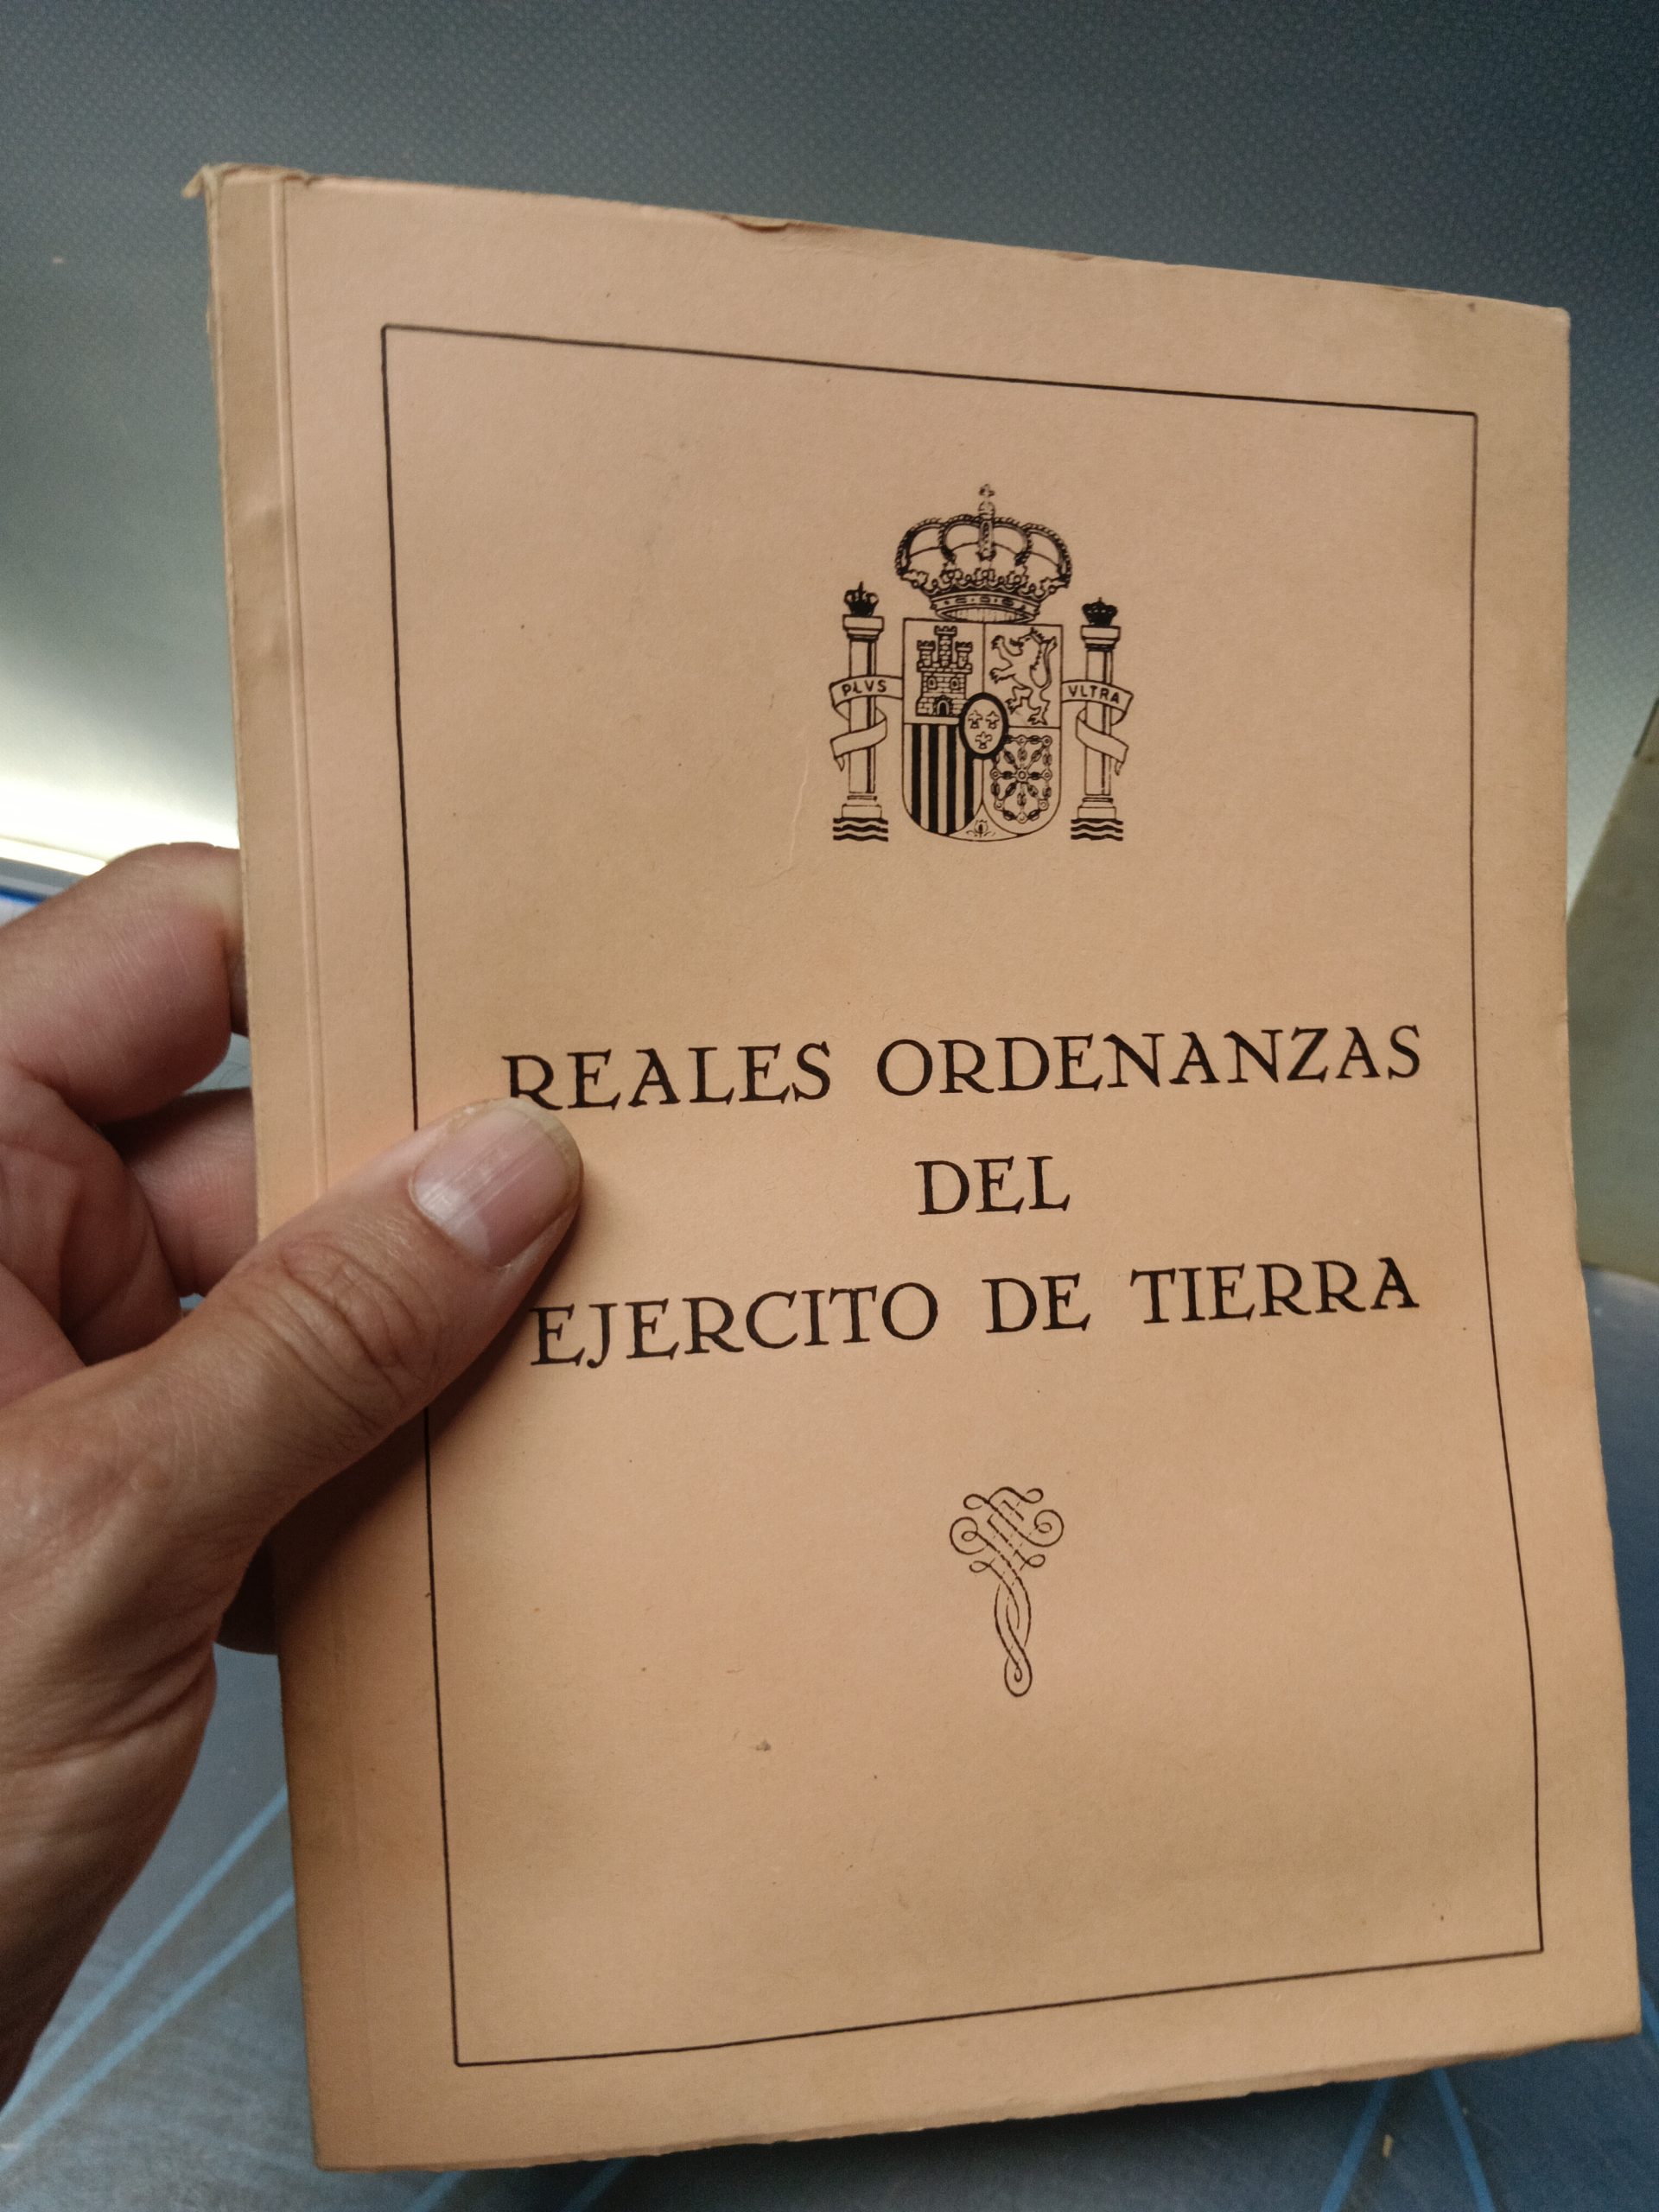 PLVS VLTRA
REALES ORDENANZAS
DEL
EJERCITO DE TIERRA